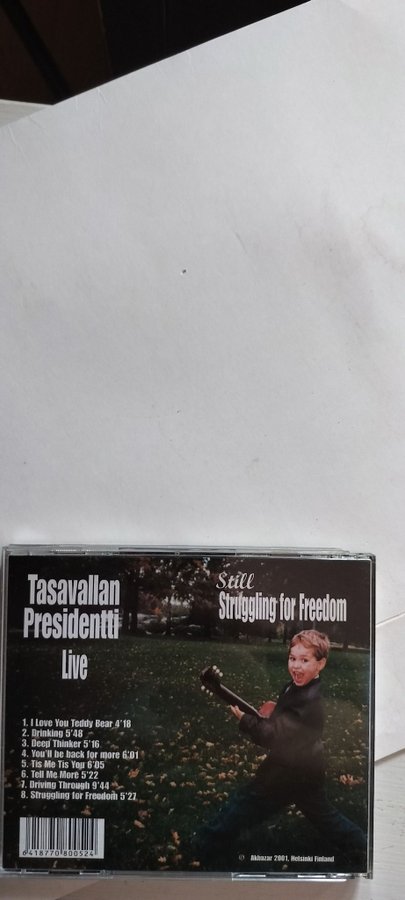 Tasavallan
Presidentti
Live
Still
Struggling for Freedom
1. I Love You Teddy Bear 4'18
2. Drinking 5'48
3. Deep Thinker 5'16
4. You'll be back for more 6'01
5. Tis Me Tis You 6'05
6. Tell Me More 5'22
7. Driving Through 9'44
8. Struggling for Freedom 5'27
6418770800524
℗ Akhozar 2001, Helsinki Finland